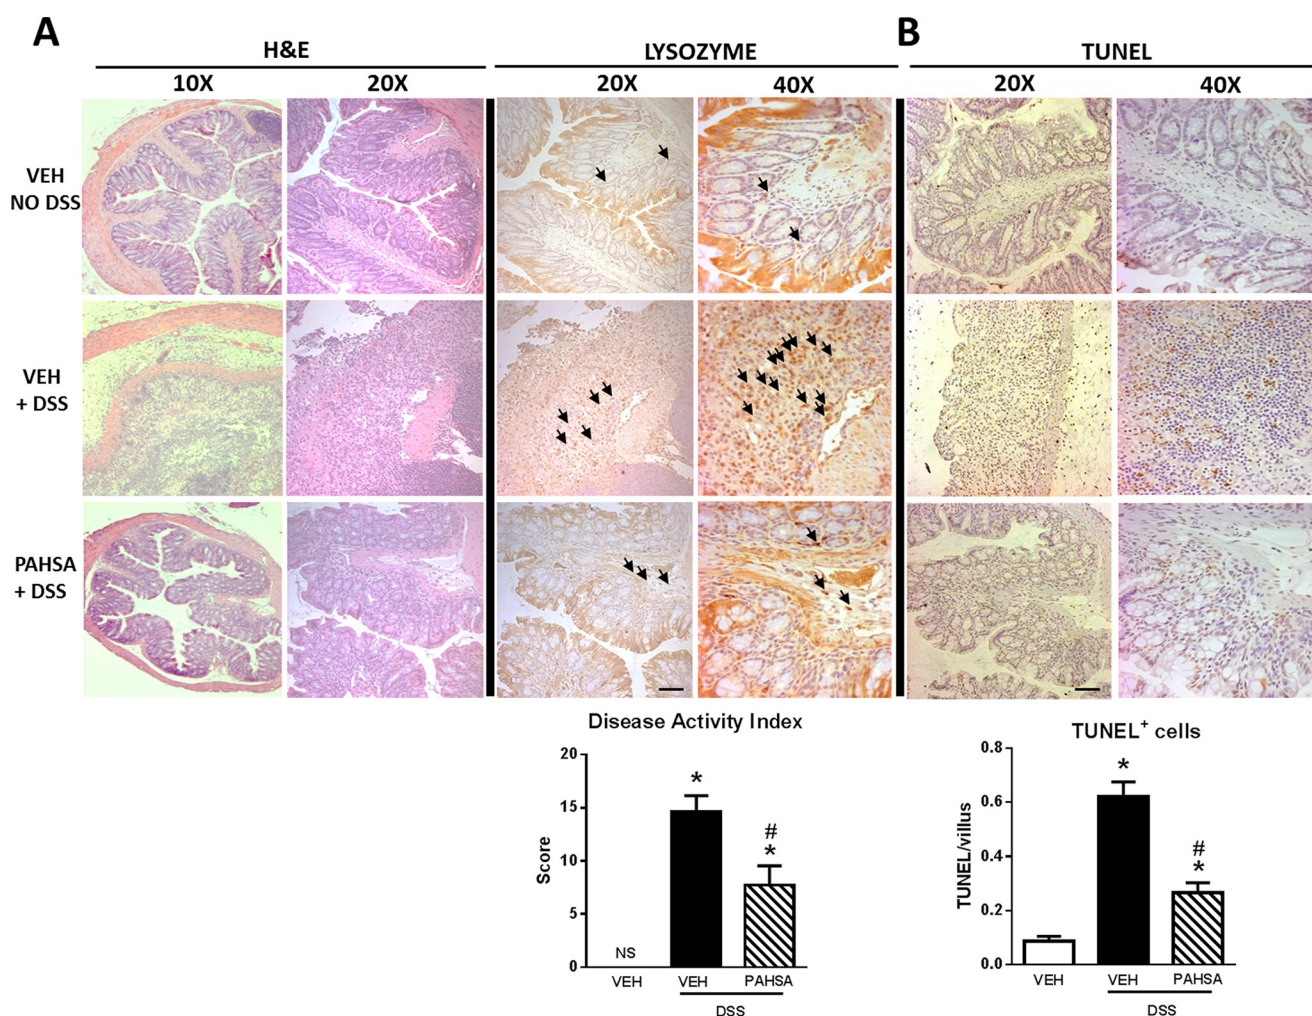 A
B
H&E
LYSOZYME
TUNEL
10X
20X
20X
40X
20X
40X
VEH
NO DSS
VEH
+ DSS
PAHSA
+ DSS
Disease Activity Index
20
15
10
5
0
Score
*
#
*
NS
VEH
VEH
PAHSA
DSS
TUNEL⁺ cells
0.8
0.6
0.4
0.2
0.0
TUNEL/villus
*
#
*
VEH
VEH
PAHSA
DSS